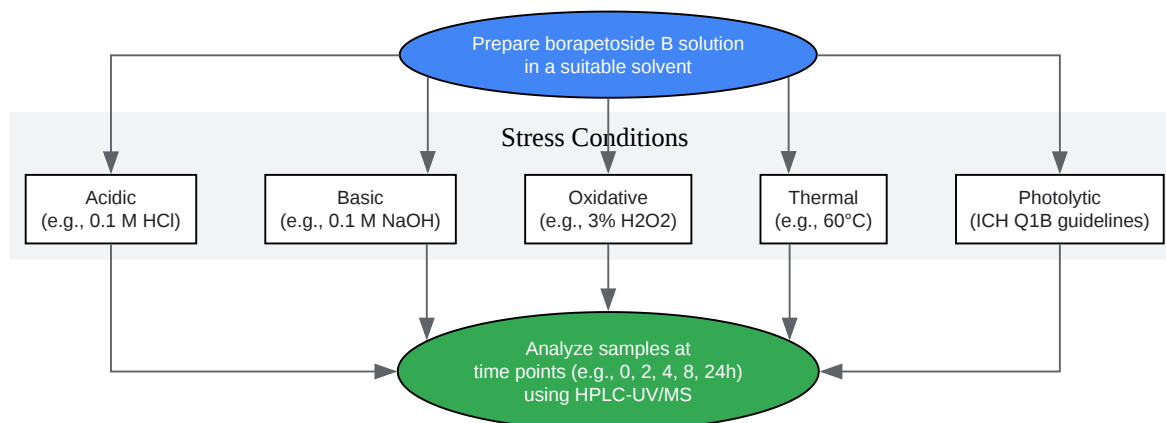 Prepare borapetoside B solution
in a suitable solvent
Stress Conditions
Acidic
(e.g., 0.1 M HCl)
Basic
(e.g., 0.1 M NaOH)
Oxidative
(e.g., 3% H2O2)
Thermal
(e.g., 60°C)
Photolytic
(ICH Q1B guidelines)
Analyze samples at
time points (e.g., 0, 2, 4, 8, 24h)
using HPLC-UV/MS